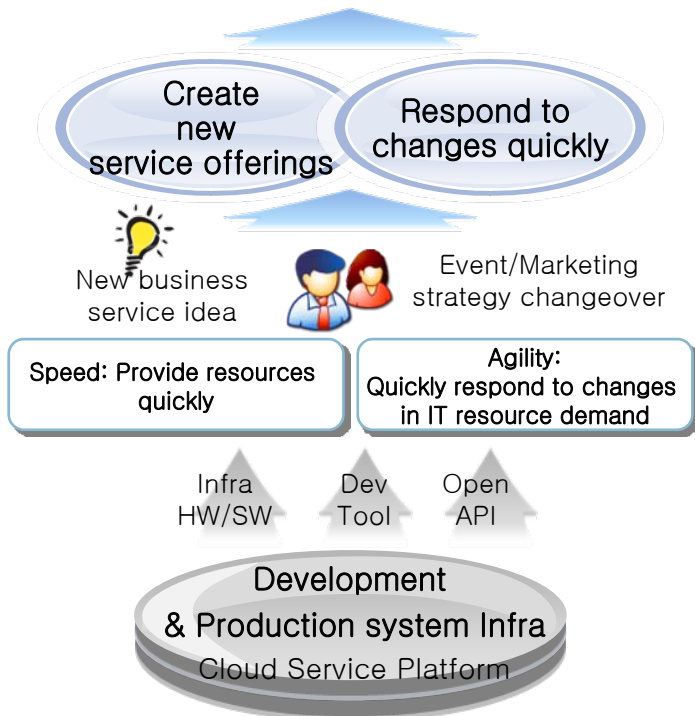 Create
new
service offerings
Respond to
changes quickly
New business
service idea
Event/Marketing
strategy changeover
Speed: Provide resources
quickly
Agility:
Quickly respond to changes
in IT resource demand
Infra
HW/SW
Dev
Tool
Open
API
Development
& Production system Infra
Cloud Service Platform